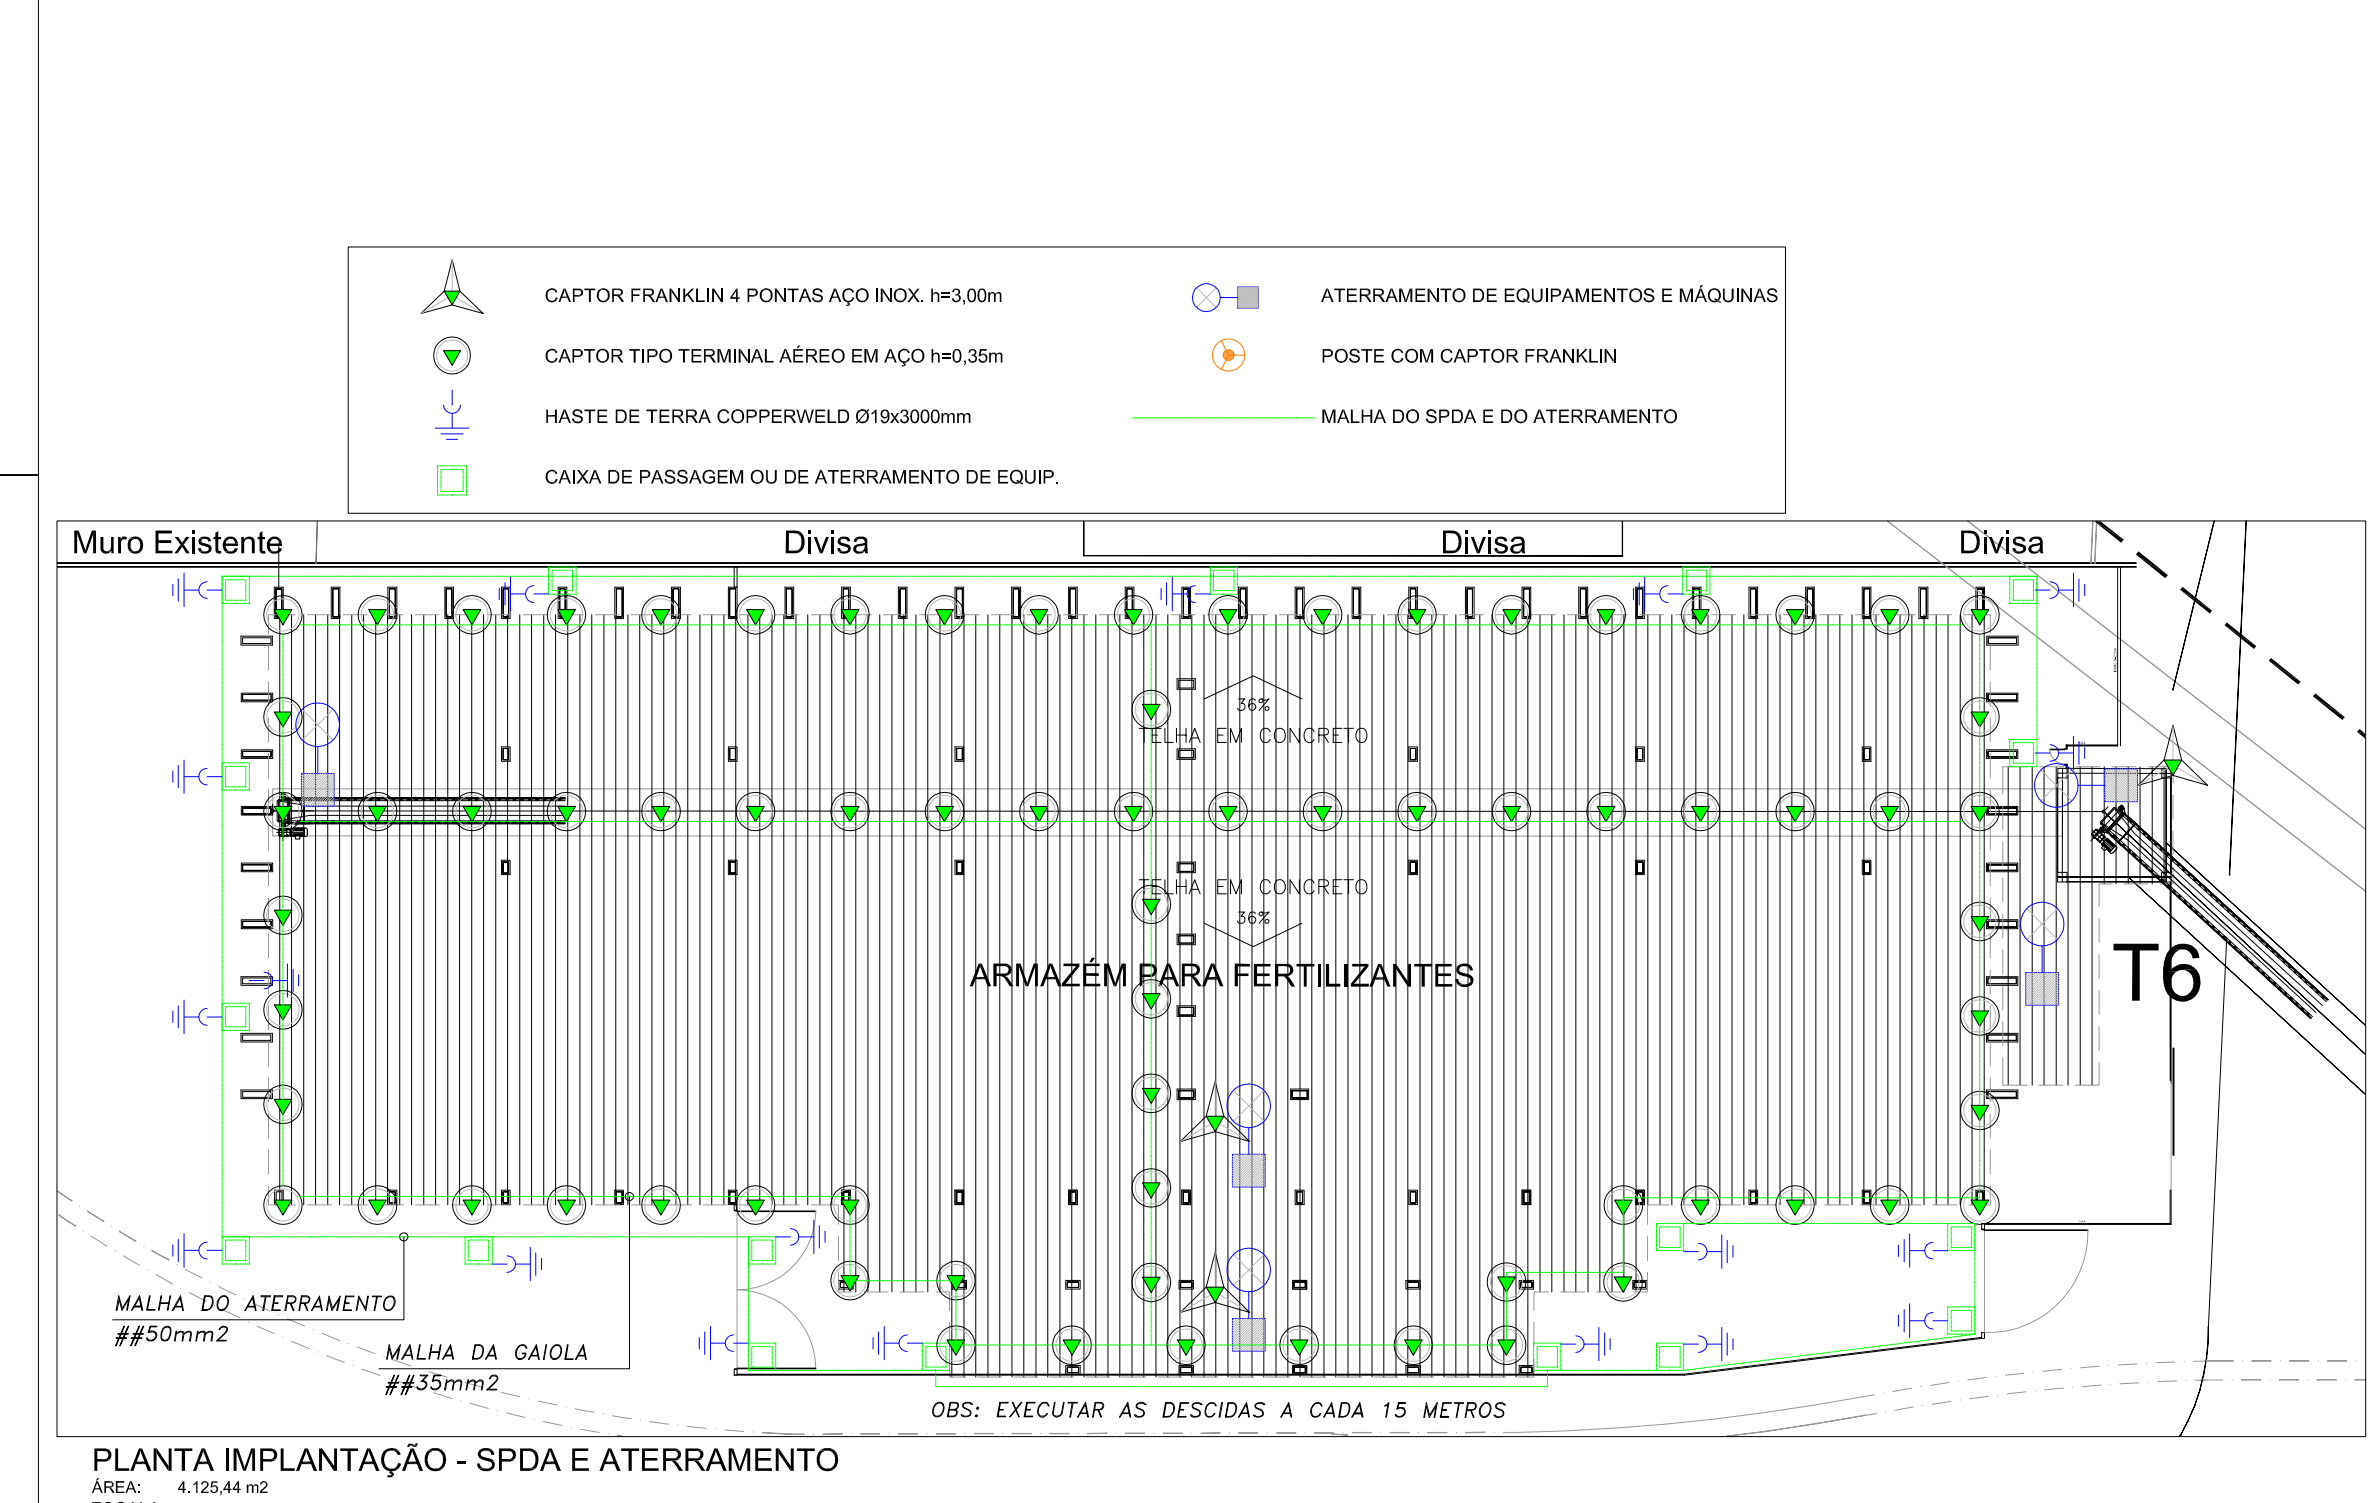 CAPTOR FRANKLIN 4 PONTAS AÇO INOX. h=3,00m
CAPTOR TIPO TERMINAL AÉREO EM AÇO h=0,35m
HASTE DE TERRA COPPERWELD Ø19x3000mm
CAIXA DE PASSAGEM OU DE ATERRAMENTO DE EQUIP.
ATERRAMENTO DE EQUIPAMENTOS E MÁQUINAS
POSTE COM CAPTOR FRANKLIN
MALHA DO SPDA E DO ATERRAMENTO
Muro Existente
Divisa
Divisa
Divisa
36%
TELHA EM CONCRETO
TELHA EM CONCRETO
36%
ARMAZÉM PARA FERTILIZANTES
T6
MALHA DO ATERRAMENTO
##50mm2
MALHA DA GAIOLA
##35mm2
OBS: EXECUTAR AS DESCIDAS A CADA 15 METROS
PLANTA IMPLANTAÇÃO - SPDA E ATERRAMENTO
ÁREA: 4.125,44 m2